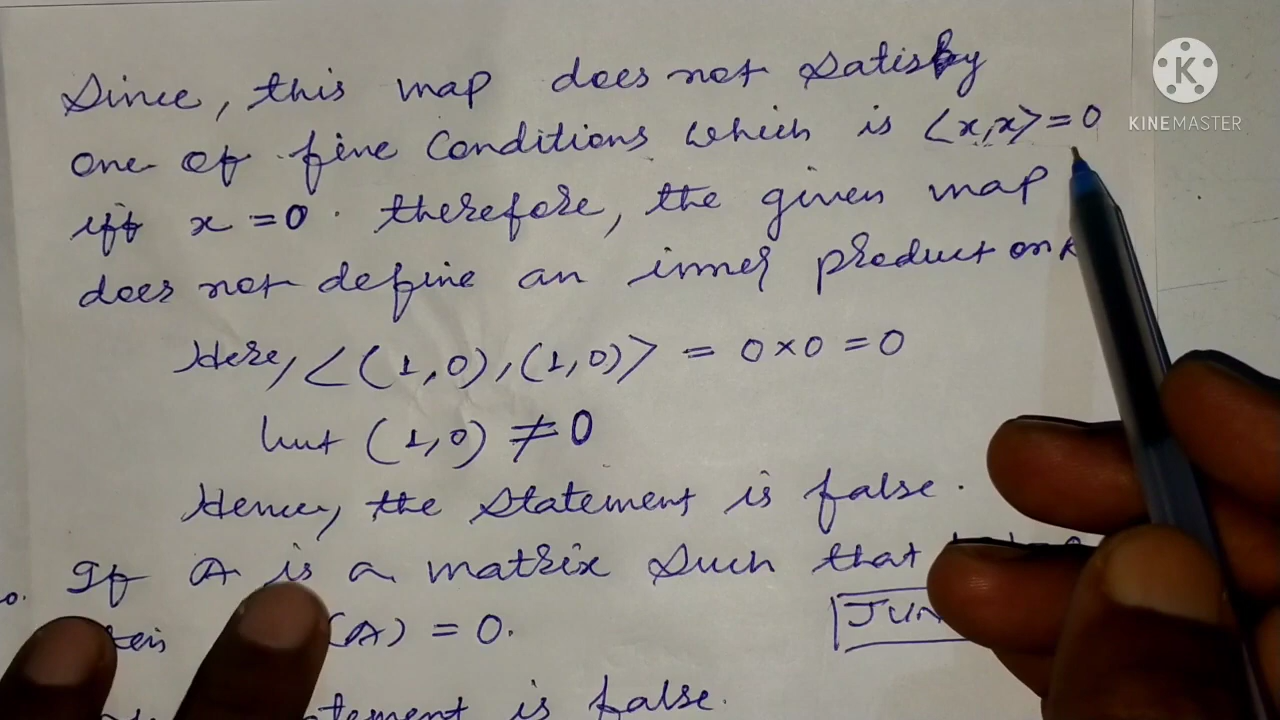 Since, this map does not satisfy
one of five Conditions which is <x,x>=0
iff x=0. therefore, the given map
does not define an inner product on
Here, <(1,0),(1,0)> = 0×0=0
but (1,0) ≠ 0
Hence, the statement is false.
If A is a matrix such that
(A) = 0.
JUN
is false.
K
KINEMASTER